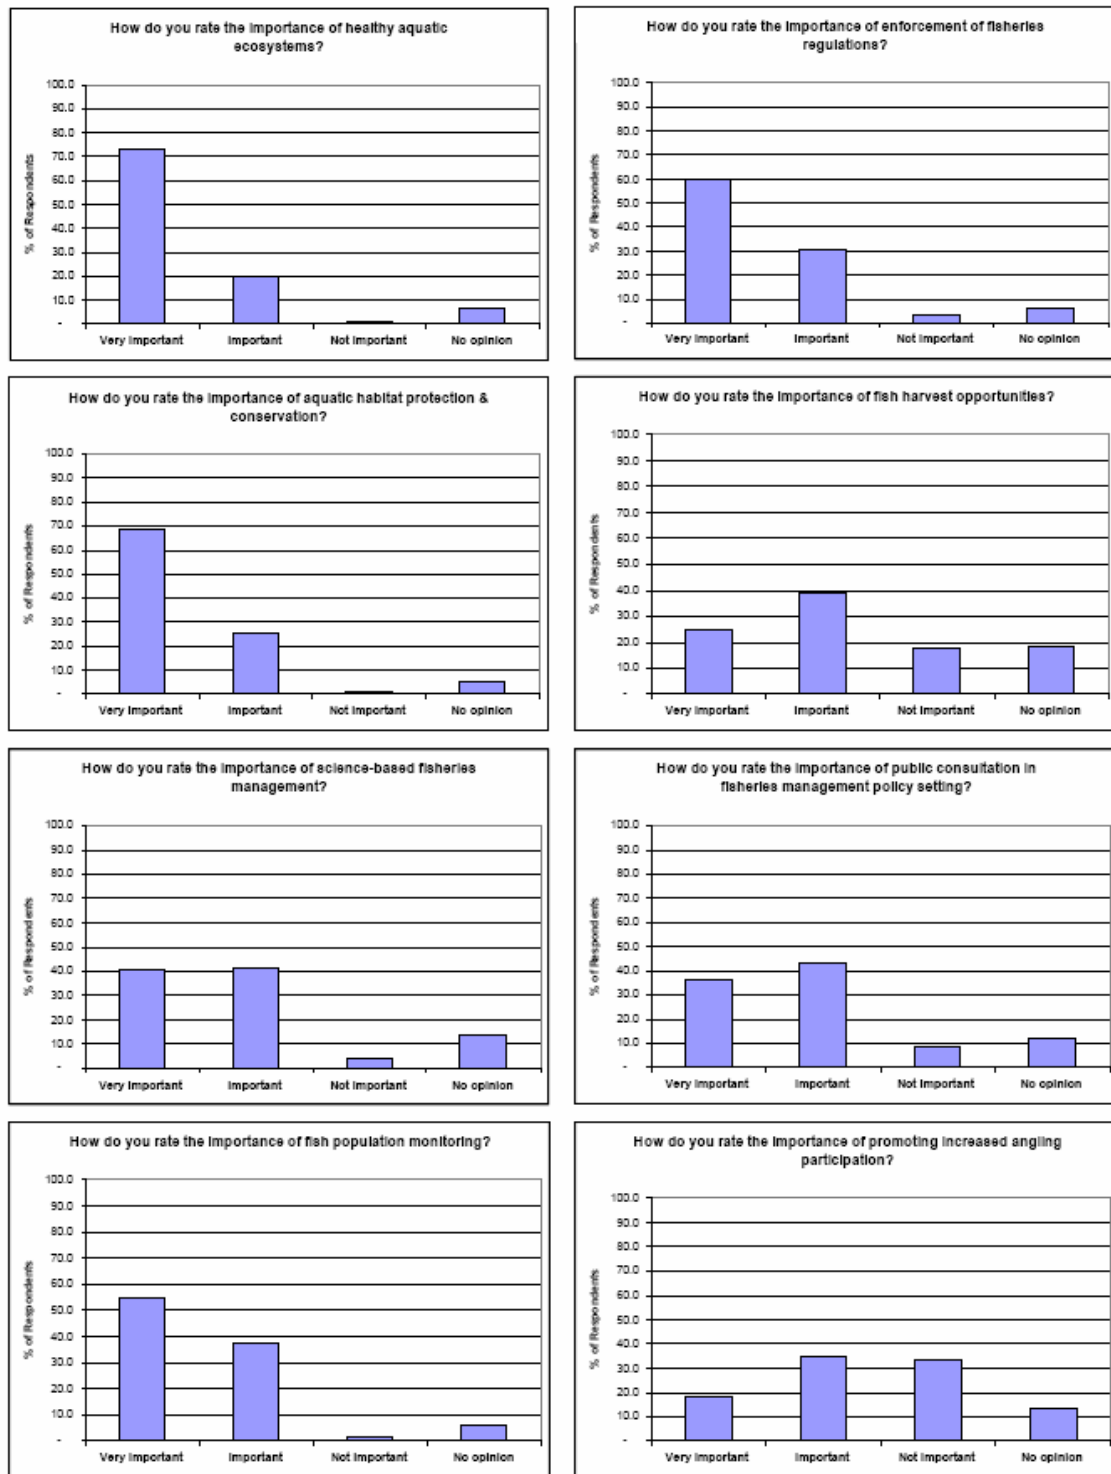 How do you rate the importance of healthy aquatic
ecosystems?
% of Respondents
100.0
90.0
80.0
70.0
60.0
50.0
40.0
30.0
20.0
10.0
-
Very Important
Important
Not Important
No opinion
How do you rate the importance of enforcement of fisheries
regulations?
% of Respondents
100.0
90.0
80.0
70.0
60.0
50.0
40.0
30.0
20.0
10.0
-
Very Important
Important
Not Important
No opinion
How do you rate the importance of aquatic habitat protection &
conservation?
% of Respondents
100.0
90.0
80.0
70.0
60.0
50.0
40.0
30.0
20.0
10.0
-
Very Important
Important
Not Important
No opinion
How do you rate the importance of fish harvest opportunities?
% of Respondents
100.0
90.0
80.0
70.0
60.0
50.0
40.0
30.0
20.0
10.0
-
Very Important
Important
Not Important
No opinion
How do you rate the importance of science-based fisheries
management?
% of Respondents
100.0
90.0
80.0
70.0
60.0
50.0
40.0
30.0
20.0
10.0
-
Very Important
Important
Not Important
No opinion
How do you rate the importance of public consultation in
fisheries management policy setting?
% of Respondents
100.0
90.0
80.0
70.0
60.0
50.0
40.0
30.0
20.0
10.0
-
Very Important
Important
Not Important
No opinion
How do you rate the importance of fish population monitoring?
% of Respondents
100.0
90.0
80.0
70.0
60.0
50.0
40.0
30.0
20.0
10.0
-
Very Important
Important
Not Important
No opinion
How do you rate the importance of promoting increased angling
participation?
% of Respondents
100.0
90.0
80.0
70.0
60.0
50.0
40.0
30.0
20.0
10.0
-
Very Important
Important
Not Important
No opinion